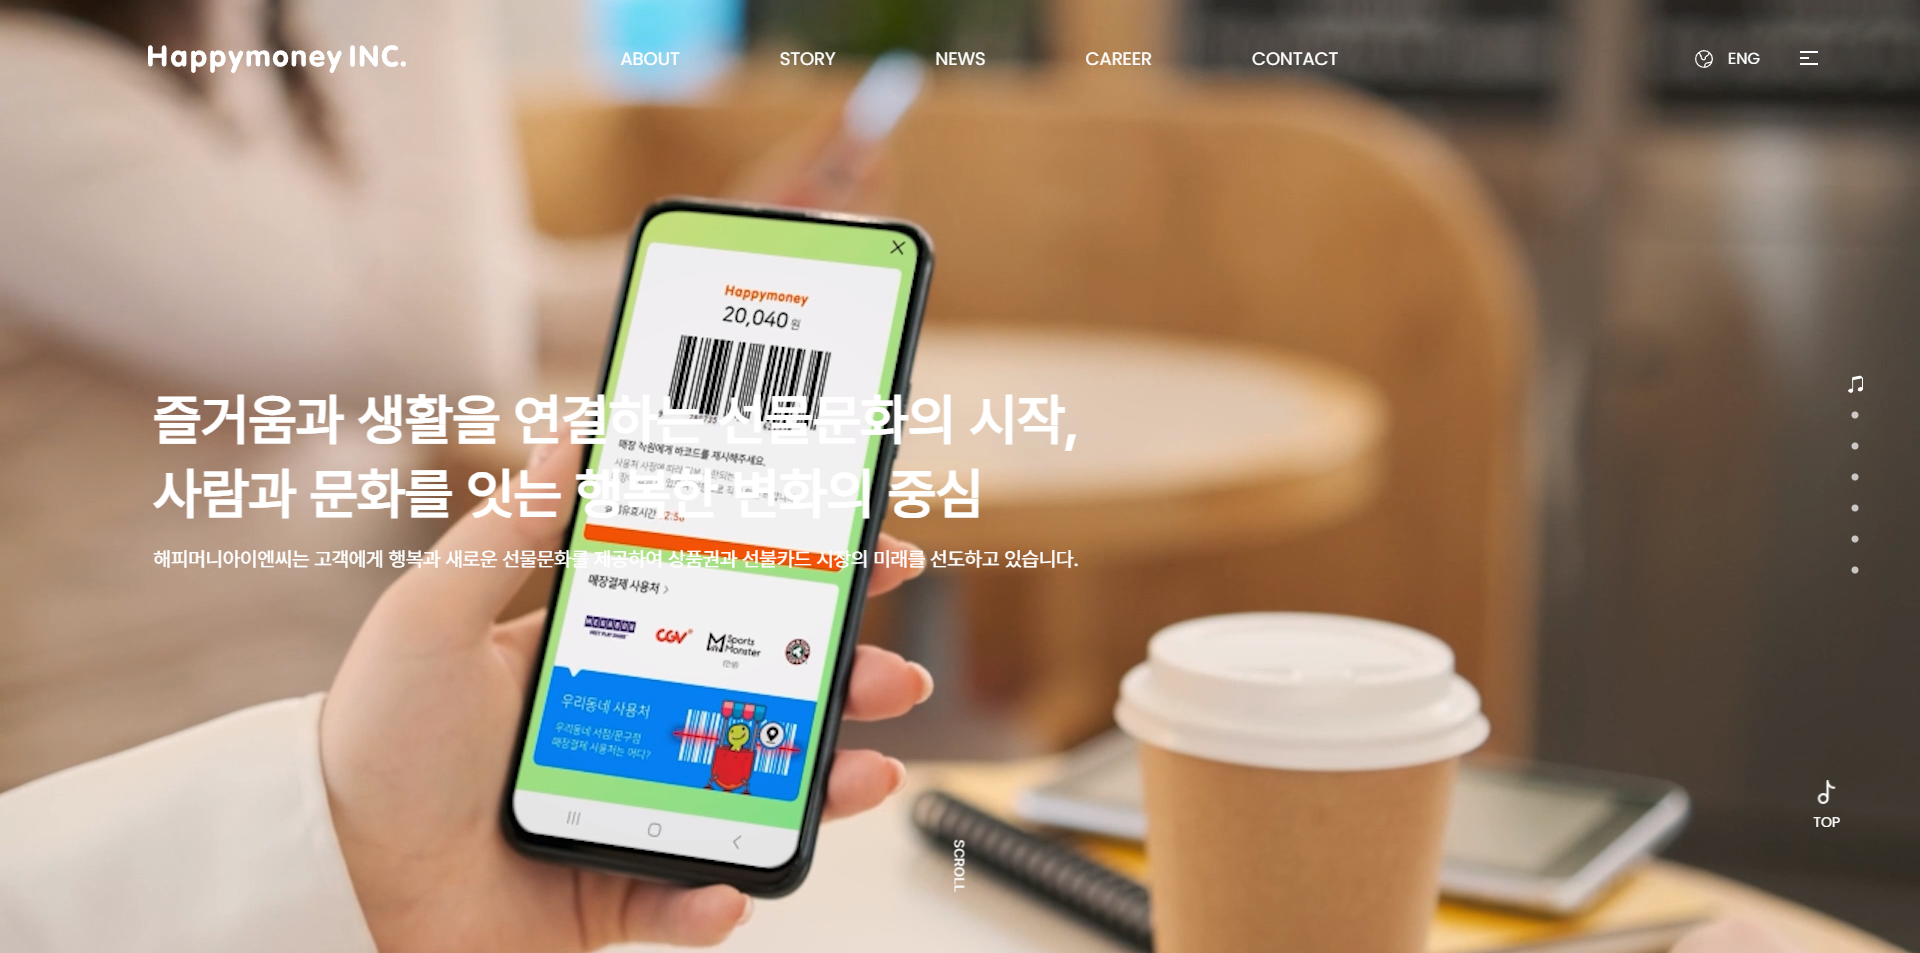 Happymoney INC.
ABOUT
STORY
NEWS
CAREER
CONTACT
ENG
Happymoney
20,040 원
즐거움과 생활을 연결하는 선물문화의 시작,
사람과 문화를 잇는 행복한 변화의 중심
해피머니아이엔씨는 고객에게 행복과 새로운 선물문화를 제공하여 상품권과 선불카드 시장의 미래를 선도하고 있습니다.
매장 직원에게 바코드를 제시해주세요.
매장결제 사용처 >
MEGABOX
MEET PLAY SHARE
CGV
Sports
Monster
(안성)
우리동네 사용처
우리동네 서점/문구점
매장결제 사용처는 어디?
SCROLL
TOP